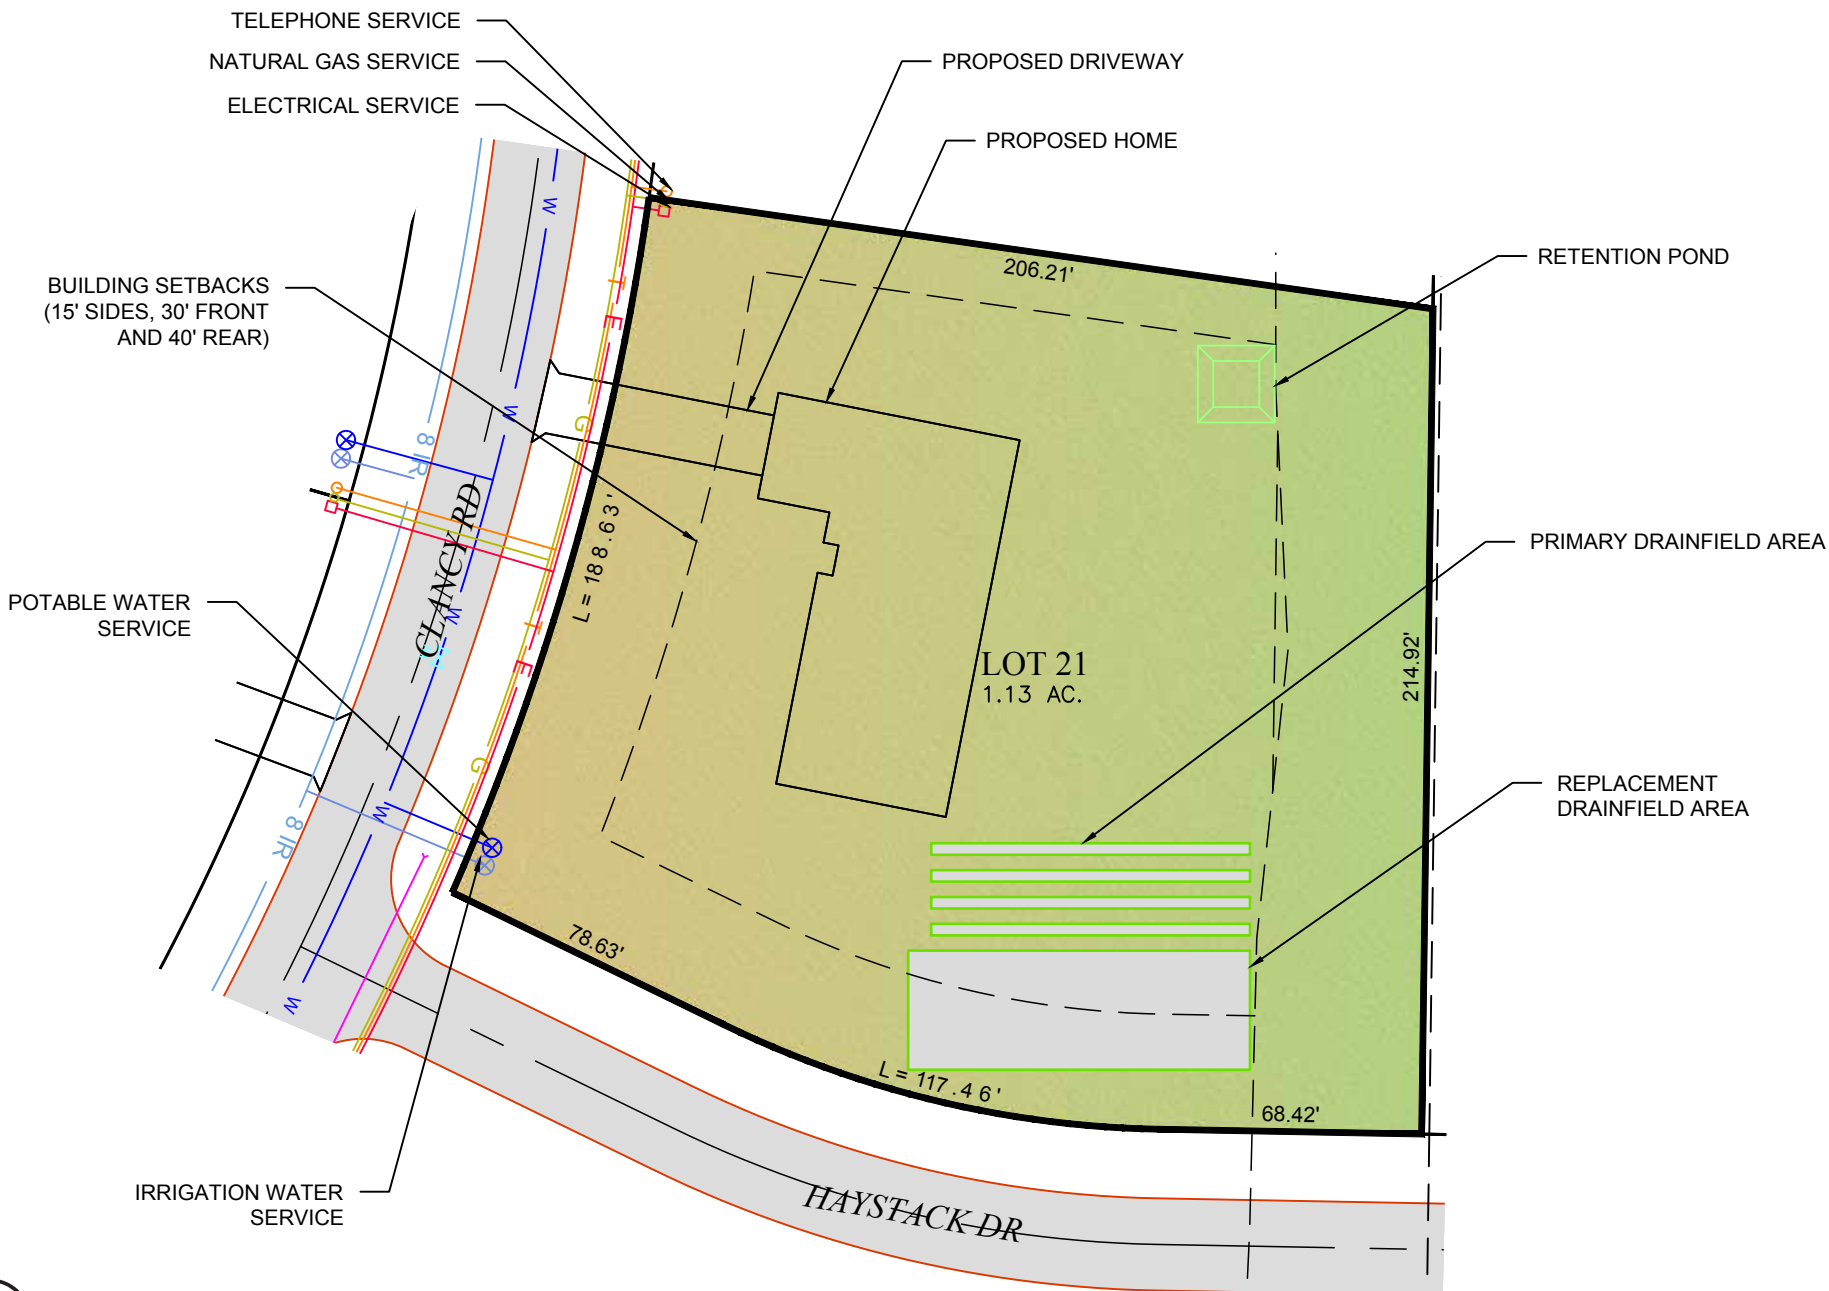 TELEPHONE SERVICE
NATURAL GAS SERVICE
ELECTRICAL SERVICE
PROPOSED DRIVEWAY
PROPOSED HOME
RETENTION POND
BUILDING SETBACKS
(15' SIDES, 30' FRONT
AND 40' REAR)
206.21'
W
T
E
G
W
8 IR
CLANCY RD
L = 188.63'
PRIMARY DRAINFIELD AREA
POTABLE WATER
SERVICE
W
T
E
LOT 21
1.13 AC.
214.92'
G
W
8 IR
REPLACEMENT
DRAINFIELD AREA
78.63'
W
L = 117.46'
68.42'
IRRIGATION WATER
SERVICE
HAYSTACK DR